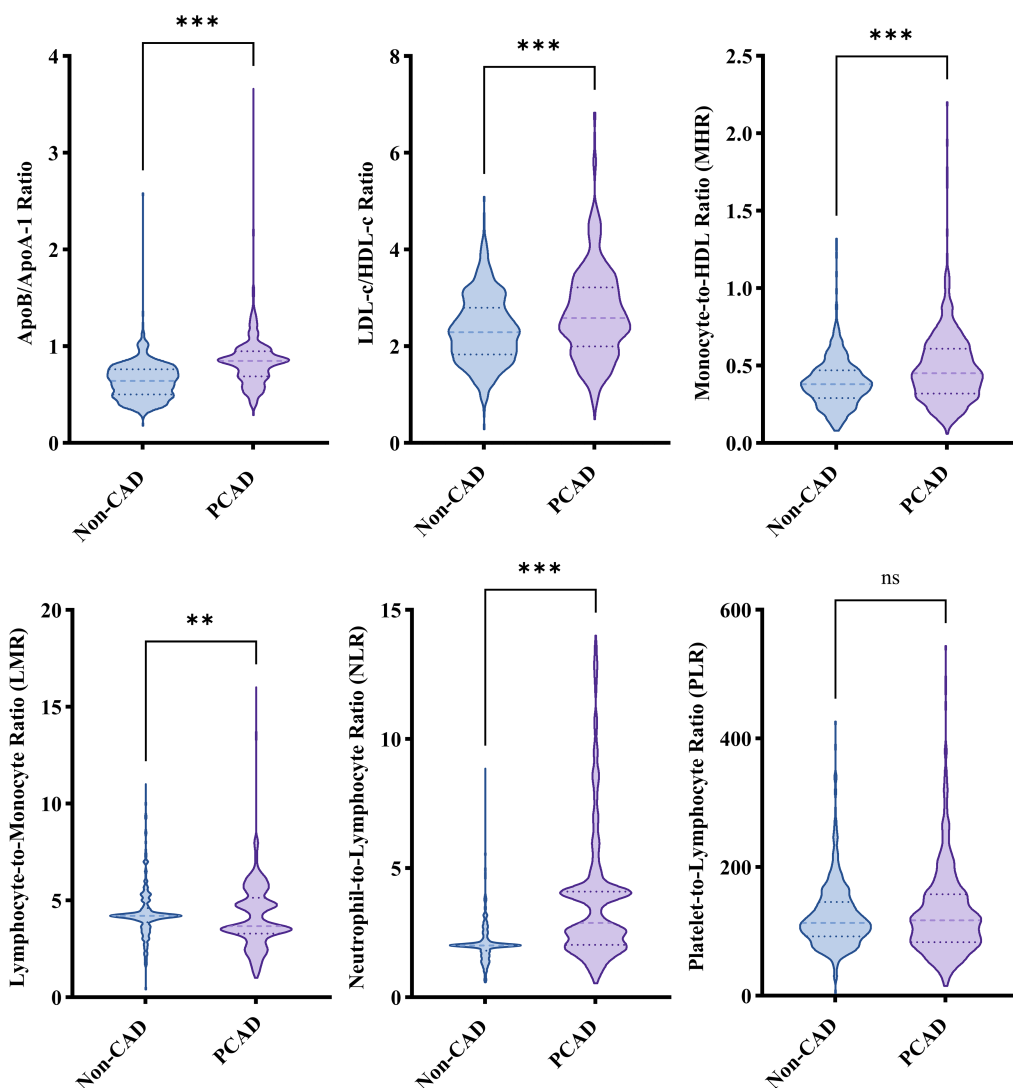 ***
ApoB/ApoA-1 Ratio
4
3
2
1
0
Non-CAD
PCAD
***
LDL-c/HDL-c Ratio
8
6
4
2
0
Non-CAD
PCAD
***
Monocyte-to-HDL Ratio (MHR)
2.5
2.0
1.5
1.0
0.5
0.0
Non-CAD
PCAD
**
Lymphocyte-to-Monocyte Ratio (LMR)
20
15
10
5
0
Non-CAD
PCAD
***
Neutrophil-to-Lymphocyte Ratio (NLR)
15
10
5
0
Non-CAD
PCAD
ns
Platelet-to-Lymphocyte Ratio (PLR)
600
400
200
0
Non-CAD
PCAD